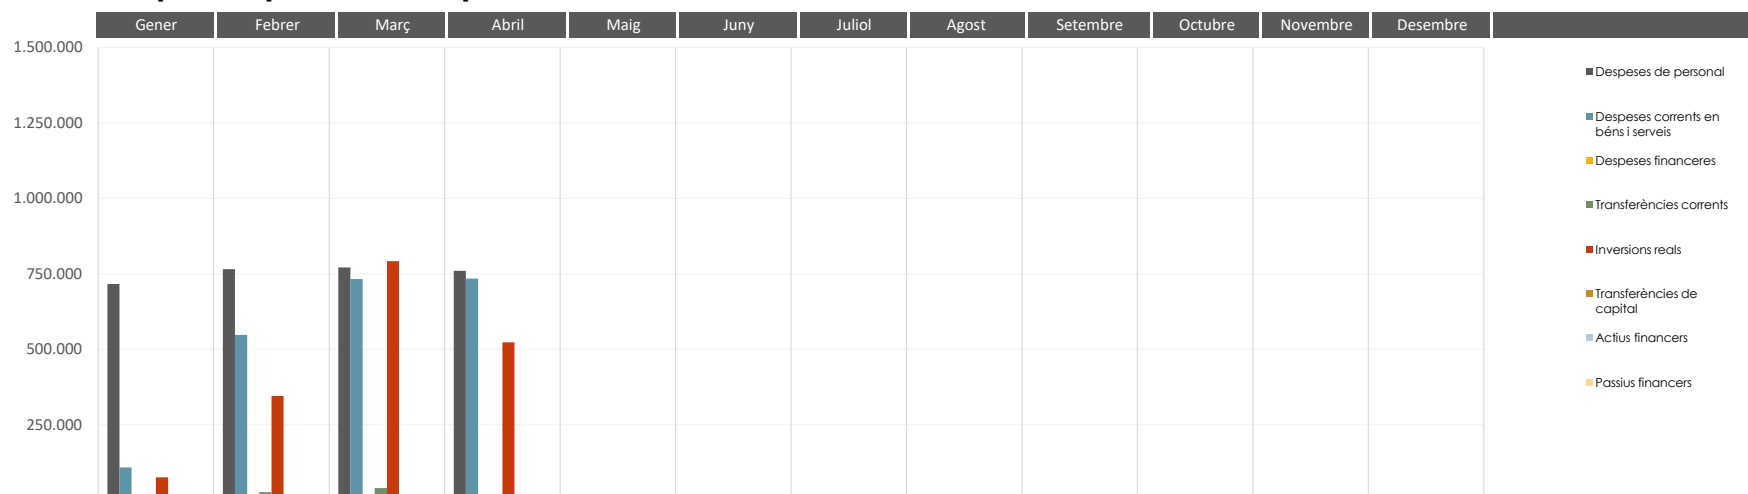 Gener Febrer Març Abril Maig Juny Juliol Agost Setembre Octubre Novembre Desembre
1.500.000
Despeses de personal
1.250.000
Despeses corrents en
béns i serveis
Despeses financeres
1.000.000
Transferències corrents
Inversions reals
750.000
Transferències de
capital
500.000
Actius financers
Passius financers
250.000